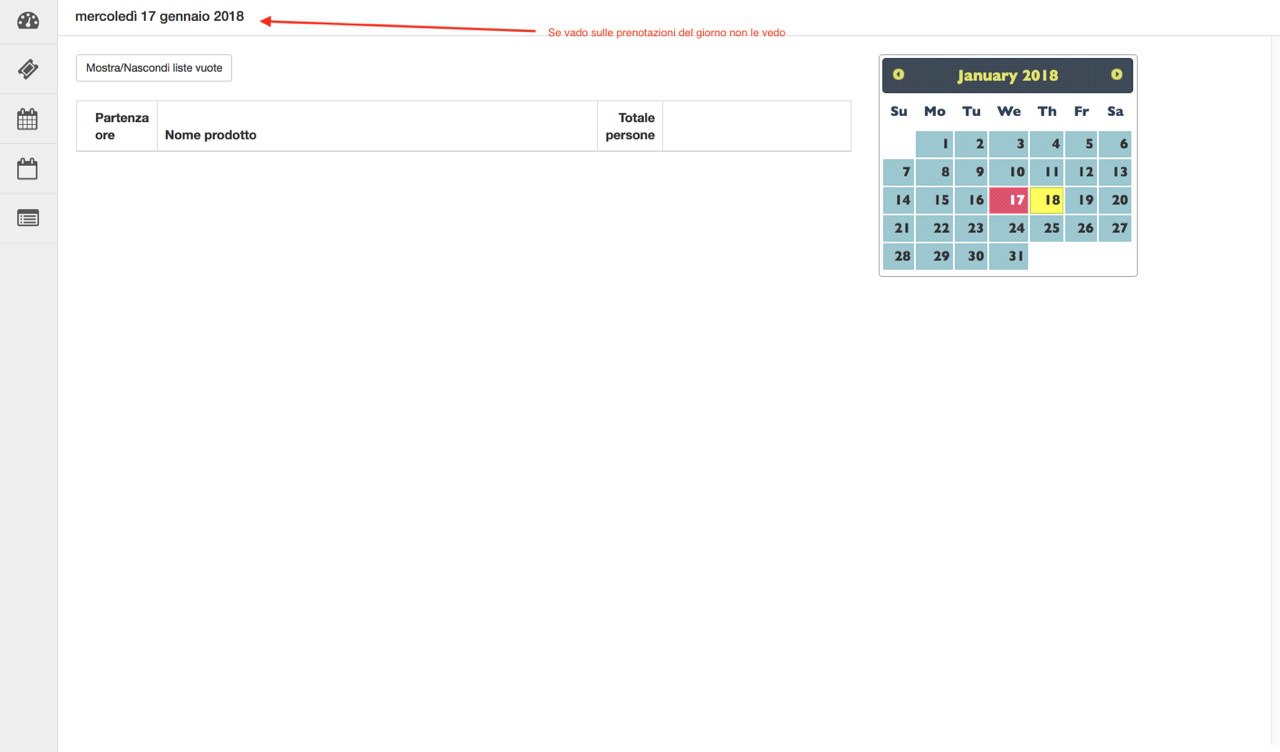 mercoledì 17 gennaio 2018
Se vado sulle prenotazioni del giorno non le vedo
Mostra/Nascondi liste vuote
Partenza ore Nome prodotto Totale persone
January 2018
Su Mo Tu We Th Fr Sa
1 2 3 4 5 6
7 8 9 10 11 12 13
14 15 16 17 18 19 20
21 22 23 24 25 26 27
28 29 30 31